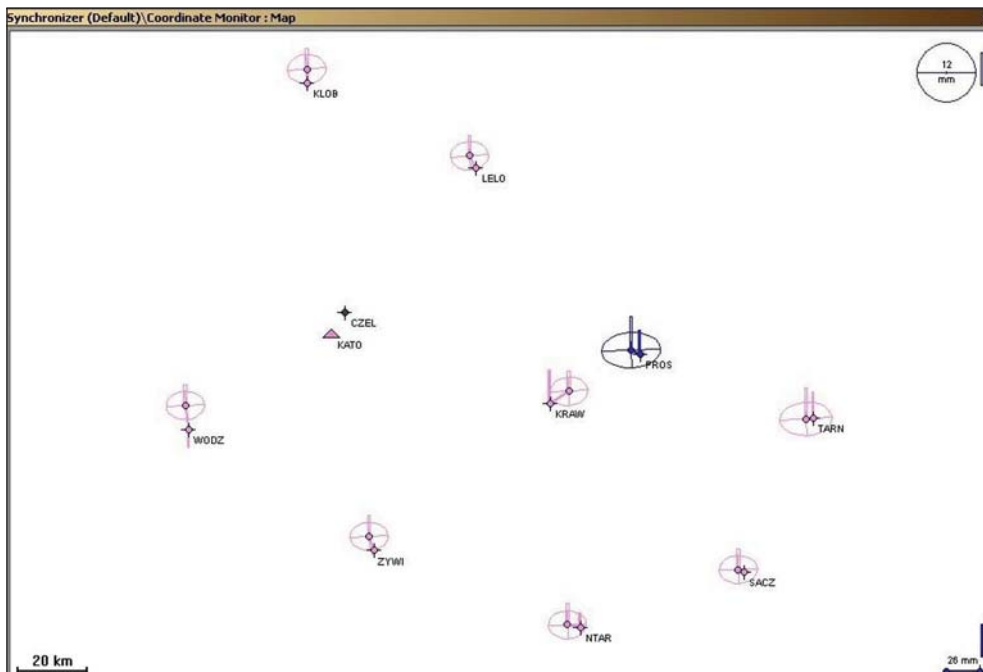 Synchronizer (Default)\Coordinate Monitor : Map
12
mm
KLOB
LELO
CZEL
KATO
PROS
KRAW
TARN
WODZ
ZYWI
SACZ
NTAR
20 km
26 mm